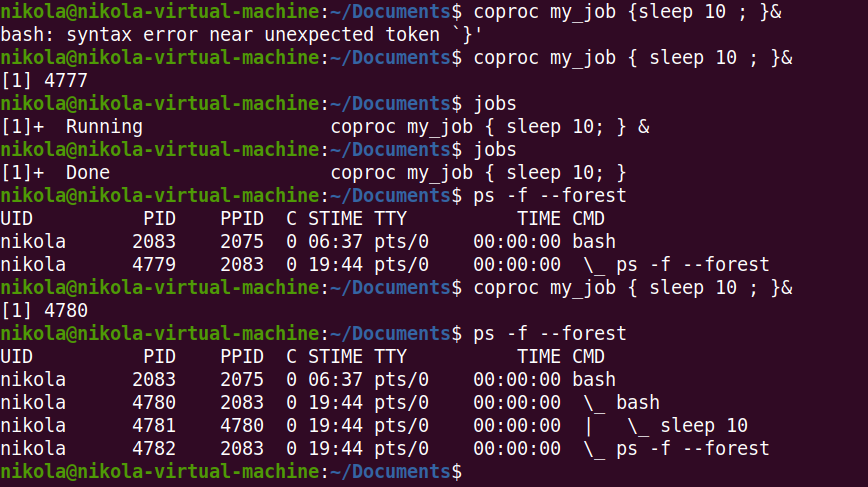 nikola@nikola-virtual-machine:~/Documents$ coproc my_job {sleep 10 ; }&
bash: syntax error near unexpected token `}'
nikola@nikola-virtual-machine:~/Documents$ coproc my_job { sleep 10 ; }&
[1] 4777
nikola@nikola-virtual-machine:~/Documents$ jobs
[1]+  Running                 coproc my_job { sleep 10; } &
nikola@nikola-virtual-machine:~/Documents$ jobs
[1]+  Done                    coproc my_job { sleep 10; }
nikola@nikola-virtual-machine:~/Documents$ ps -f --forest
UID          PID    PPID  C STIME TTY          TIME CMD
nikola      2083    2075  0 06:37 pts/0    00:00:00 bash
nikola      4779    2083  0 19:44 pts/0    00:00:00  \_ ps -f --forest
nikola@nikola-virtual-machine:~/Documents$ coproc my_job { sleep 10 ; }&
[1] 4780
nikola@nikola-virtual-machine:~/Documents$ ps -f --forest
UID          PID    PPID  C STIME TTY          TIME CMD
nikola      2083    2075  0 06:37 pts/0    00:00:00 bash
nikola      4780    2083  0 19:44 pts/0    00:00:00  \_ bash
nikola      4781    4780  0 19:44 pts/0    00:00:00  |   \_ sleep 10
nikola      4782    2083  0 19:44 pts/0    00:00:00  \_ ps -f --forest
nikola@nikola-virtual-machine:~/Documents$